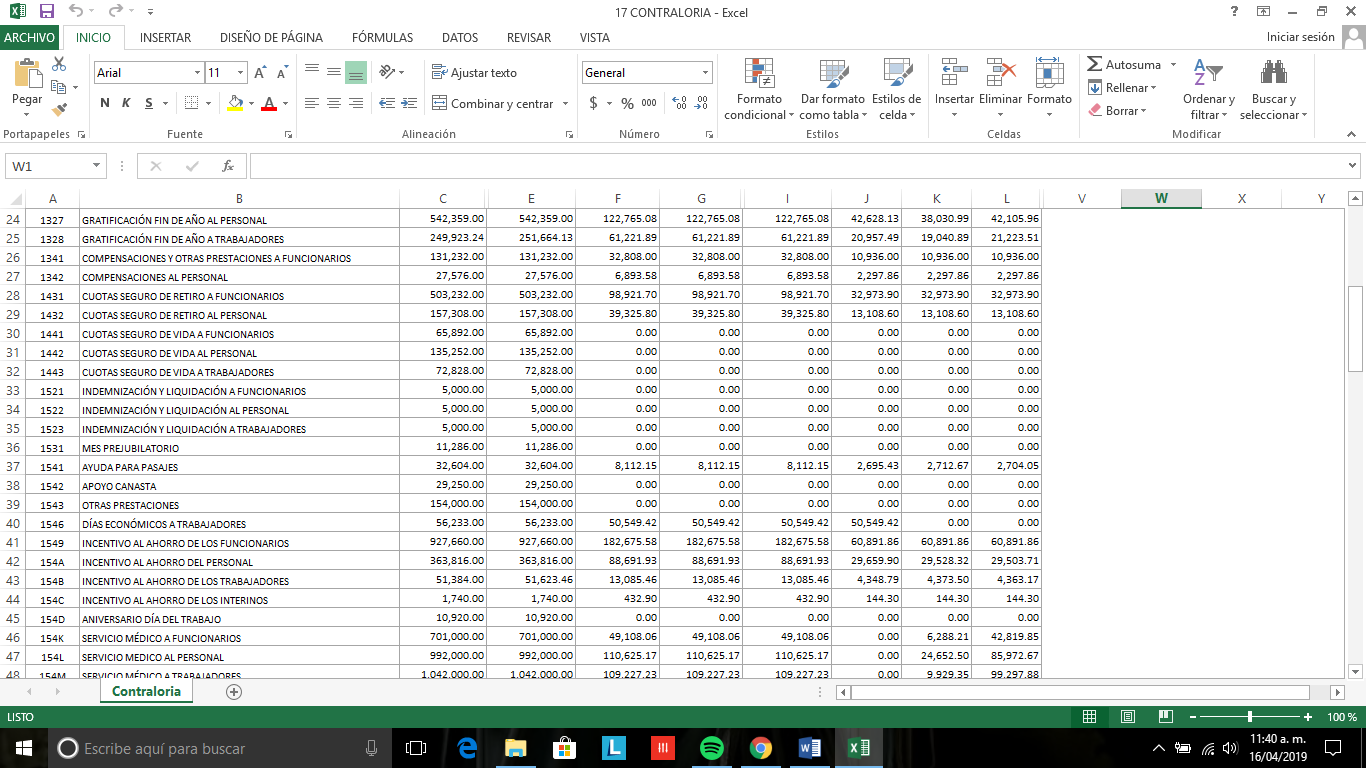 17 CONTRALORIA - Excel
?
ARCHIVO INICIO INSERTAR DISEÑO DE PÁGINA FÓRMULAS DATOS REVISAR VISTA Iniciar sesión
Pegar
Arial 11
N K S
Ajustar texto
Combinar y centrar
General
$ % 000
Formato condicional
Dar formato como tabla
Estilos de celda
Insertar Eliminar Formato
Autosuma
Rellenar
Borrar
Ordenar y filtrar
Buscar y seleccionar
Portapapeles Fuente Alineación Número Estilos Celdas Modificar
W1 fx
A B C E F G I J K L V W X Y
24 1327 GRATIFICACIÓN FIN DE AÑO AL PERSONAL 542,359.00 542,359.00 122,765.08 122,765.08 122,765.08 42,628.13 38,030.99 42,105.96
25 1328 GRATIFICACIÓN FIN DE AÑO A TRABAJADORES 249,923.24 251,664.13 61,221.89 61,221.89 61,221.89 20,957.49 19,040.89 21,223.51
26 1341 COMPENSACIONES Y OTRAS PRESTACIONES A FUNCIONARIOS 131,232.00 131,232.00 32,808.00 32,808.00 32,808.00 10,936.00 10,936.00 10,936.00
27 1342 COMPENSACIONES AL PERSONAL 27,576.00 27,576.00 6,893.58 6,893.58 6,893.58 2,297.86 2,297.86 2,297.86
28 1431 CUOTAS SEGURO DE RETIRO A FUNCIONARIOS 503,232.00 503,232.00 98,921.70 98,921.70 98,921.70 32,973.90 32,973.90 32,973.90
29 1432 CUOTAS SEGURO DE RETIRO AL PERSONAL 157,308.00 157,308.00 39,325.80 39,325.80 39,325.80 13,108.60 13,108.60 13,108.60
30 1441 CUOTAS SEGURO DE VIDA A FUNCIONARIOS 65,892.00 65,892.00 0.00 0.00 0.00 0.00 0.00 0.00
31 1442 CUOTAS SEGURO DE VIDA AL PERSONAL 135,252.00 135,252.00 0.00 0.00 0.00 0.00 0.00 0.00
32 1443 CUOTAS SEGURO DE VIDA A TRABAJADORES 72,828.00 72,828.00 0.00 0.00 0.00 0.00 0.00 0.00
33 1521 INDEMNIZACIÓN Y LIQUIDACIÓN A FUNCIONARIOS 5,000.00 5,000.00 0.00 0.00 0.00 0.00 0.00 0.00
34 1522 INDEMNIZACIÓN Y LIQUIDACIÓN AL PERSONAL 5,000.00 5,000.00 0.00 0.00 0.00 0.00 0.00 0.00
35 1523 INDEMNIZACIÓN Y LIQUIDACIÓN A TRABAJADORES 5,000.00 5,000.00 0.00 0.00 0.00 0.00 0.00 0.00
36 1531 MES PREJUBILATORIO 11,286.00 11,286.00 0.00 0.00 0.00 0.00 0.00 0.00
37 1541 AYUDA PARA PASAJES 32,604.00 32,604.00 8,112.15 8,112.15 8,112.15 2,695.43 2,712.67 2,704.05
38 1542 APOYO CANASTA 29,250.00 29,250.00 0.00 0.00 0.00 0.00 0.00 0.00
39 1543 OTRAS PRESTACIONES 154,000.00 154,000.00 0.00 0.00 0.00 0.00 0.00 0.00
40 1546 DÍAS ECONÓMICOS A TRABAJADORES 56,233.00 56,233.00 50,549.42 50,549.42 50,549.42 50,549.42 0.00 0.00
41 1549 INCENTIVO AL AHORRO DE LOS FUNCIONARIOS 927,660.00 927,660.00 182,675.58 182,675.58 182,675.58 60,891.86 60,891.86 60,891.86
42 154A INCENTIVO AL AHORRO DEL PERSONAL 363,816.00 363,816.00 88,691.93 88,691.93 88,691.93 29,659.90 29,528.32 29,503.71
43 154B INCENTIVO AL AHORRO DE LOS TRABAJADORES 51,384.00 51,623.46 13,085.46 13,085.46 13,085.46 4,348.79 4,373.50 4,363.17
44 154C INCENTIVO AL AHORRO DE LOS INTERINOS 1,740.00 1,740.00 432.90 432.90 432.90 144.30 144.30 144.30
45 154D ANIVERSARIO DÍA DEL TRABAJO 10,920.00 10,920.00 0.00 0.00 0.00 0.00 0.00 0.00
46 154K SERVICIO MÉDICO A FUNCIONARIOS 701,000.00 701,000.00 49,108.06 49,108.06 49,108.06 0.00 6,288.21 42,819.85
47 154L SERVICIO MEDICO AL PERSONAL 992,000.00 992,000.00 110,625.17 110,625.17 110,625.17 0.00 24,652.50 85,972.67
48 154M SERVICIO MÉDICO A TRABAJADORES 1,042,000.00 1,042,000.00 109,227.23 109,227.23 109,227.23 0.00 9,929.35 99,297.88
Contraloria
LISTO 100 %
Escribe aquí para buscar
11:40 a. m.
16/04/2019